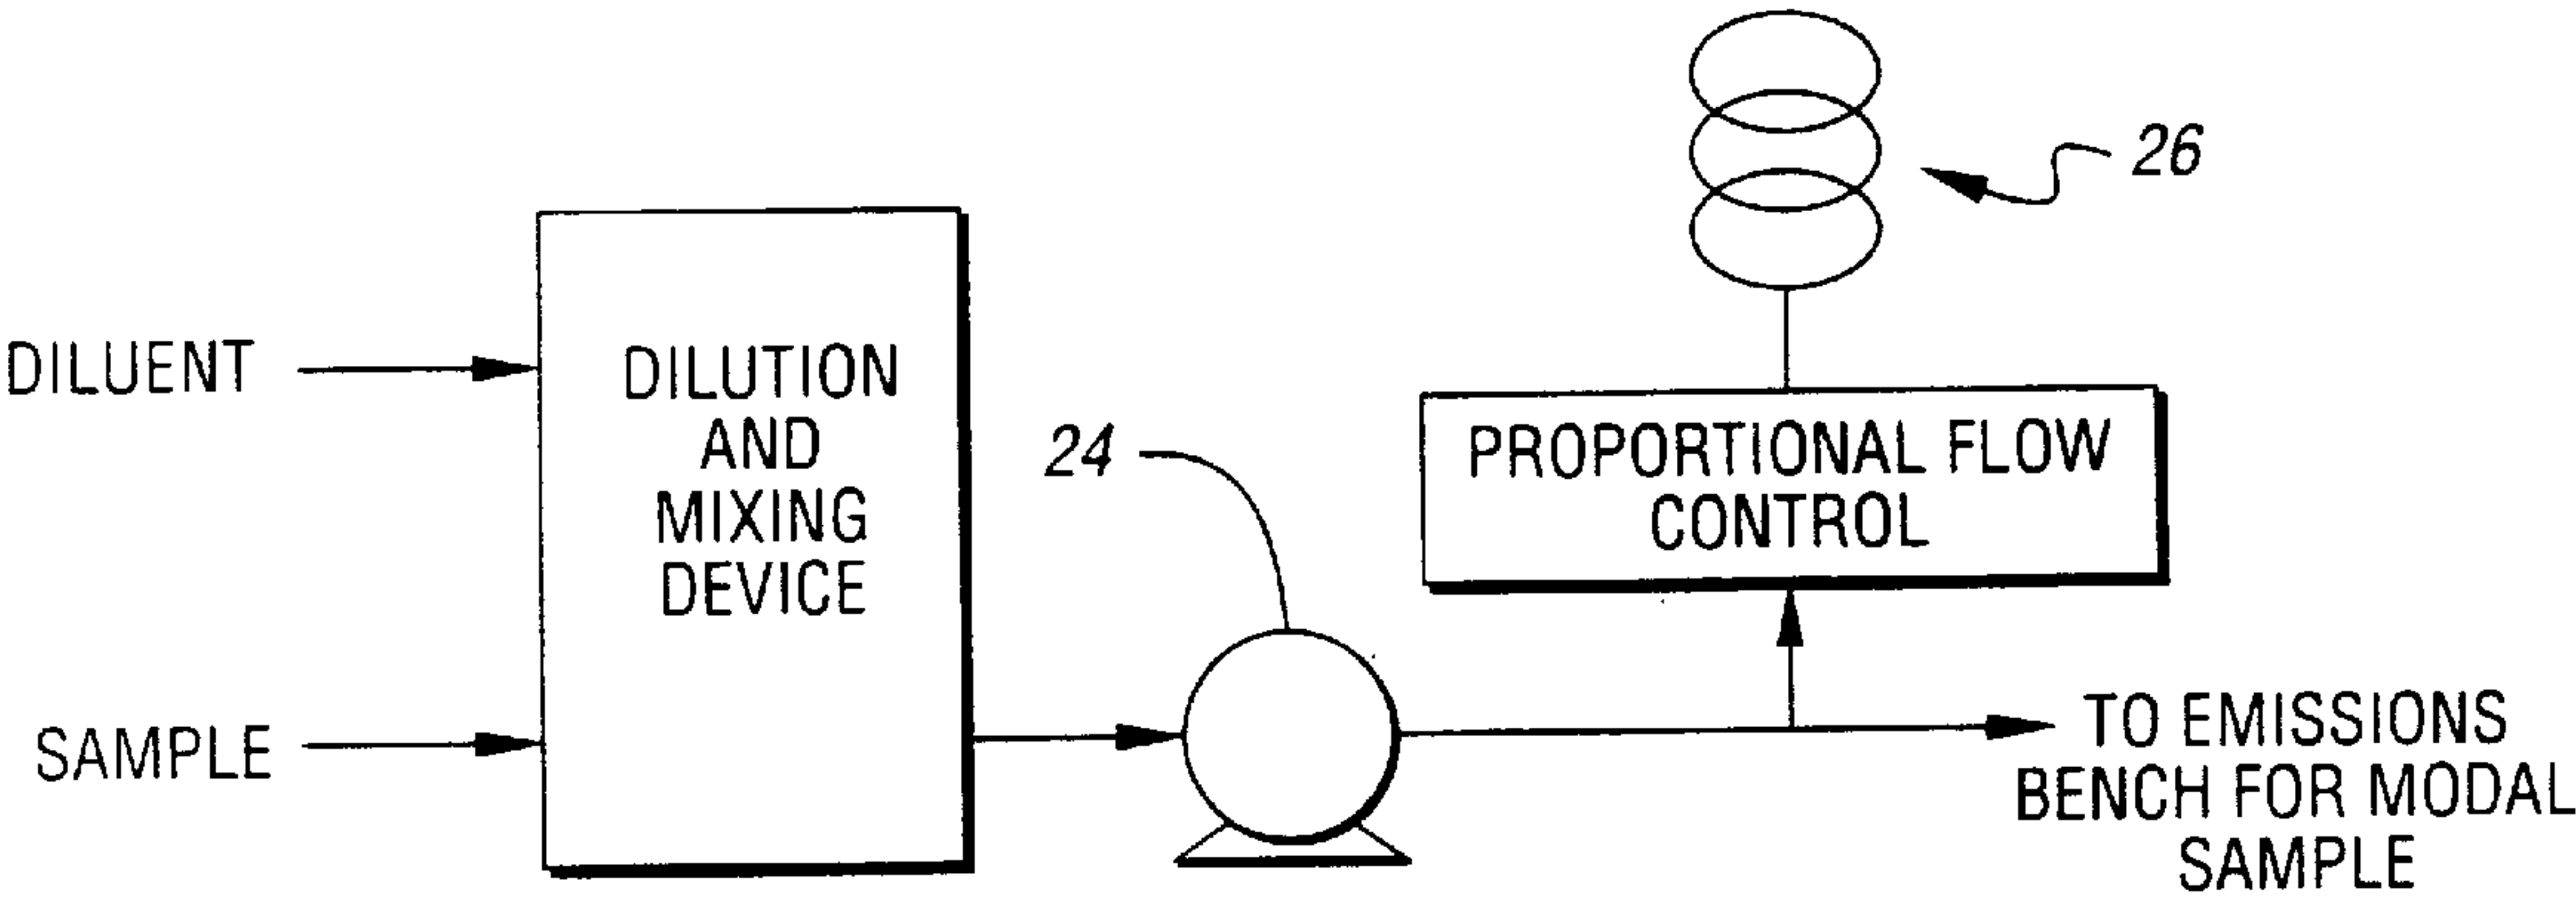 26
DILUENT
DILUTION
AND
MIXING
DEVICE
24
PROPORTIONAL FLOW
CONTROL
SAMPLE
TO EMISSIONS
BENCH FOR MODAL
SAMPLE